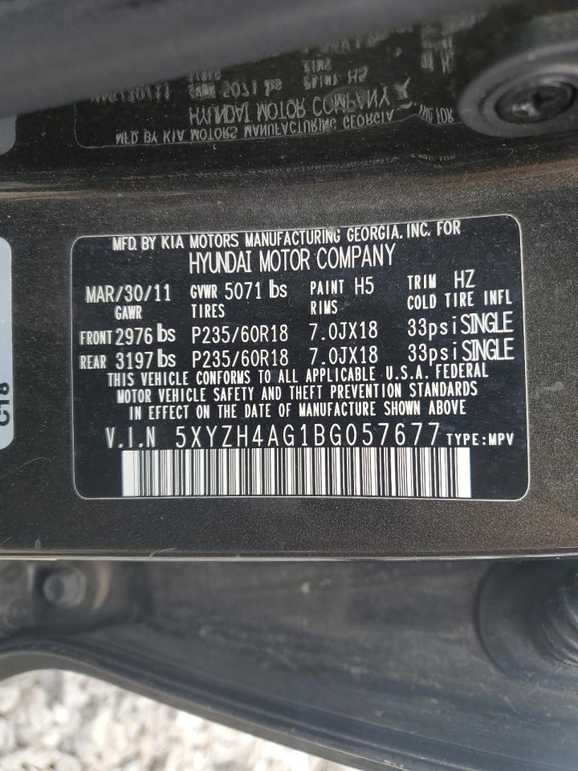 MFD. BY KIA MOTORS MANUFACTURING GEORGIA. INC. FOR
HYUNDAI MOTOR COMPANY
MAR/30/11 GVWR 5071 lbs PAINT H5 TRIM HZ
GAWR TIRES RIMS COLD TIRE INFL
FRONT 2976 lbs P235/60R18 7.0JX18 33psi SINGLE
REAR 3197 lbs P235/60R18 7.0JX18 33psi SINGLE
THIS VEHICLE CONFORMS TO ALL APPLICABLE U.S.A. FEDERAL
MOTOR VEHICLE SAFETY AND THEFT PREVENTION STANDARDS
IN EFFECT ON THE DATE OF MANUFACTURE SHOWN ABOVE
V.I.N 5XYZH4AG1BG057677 TYPE:MPV